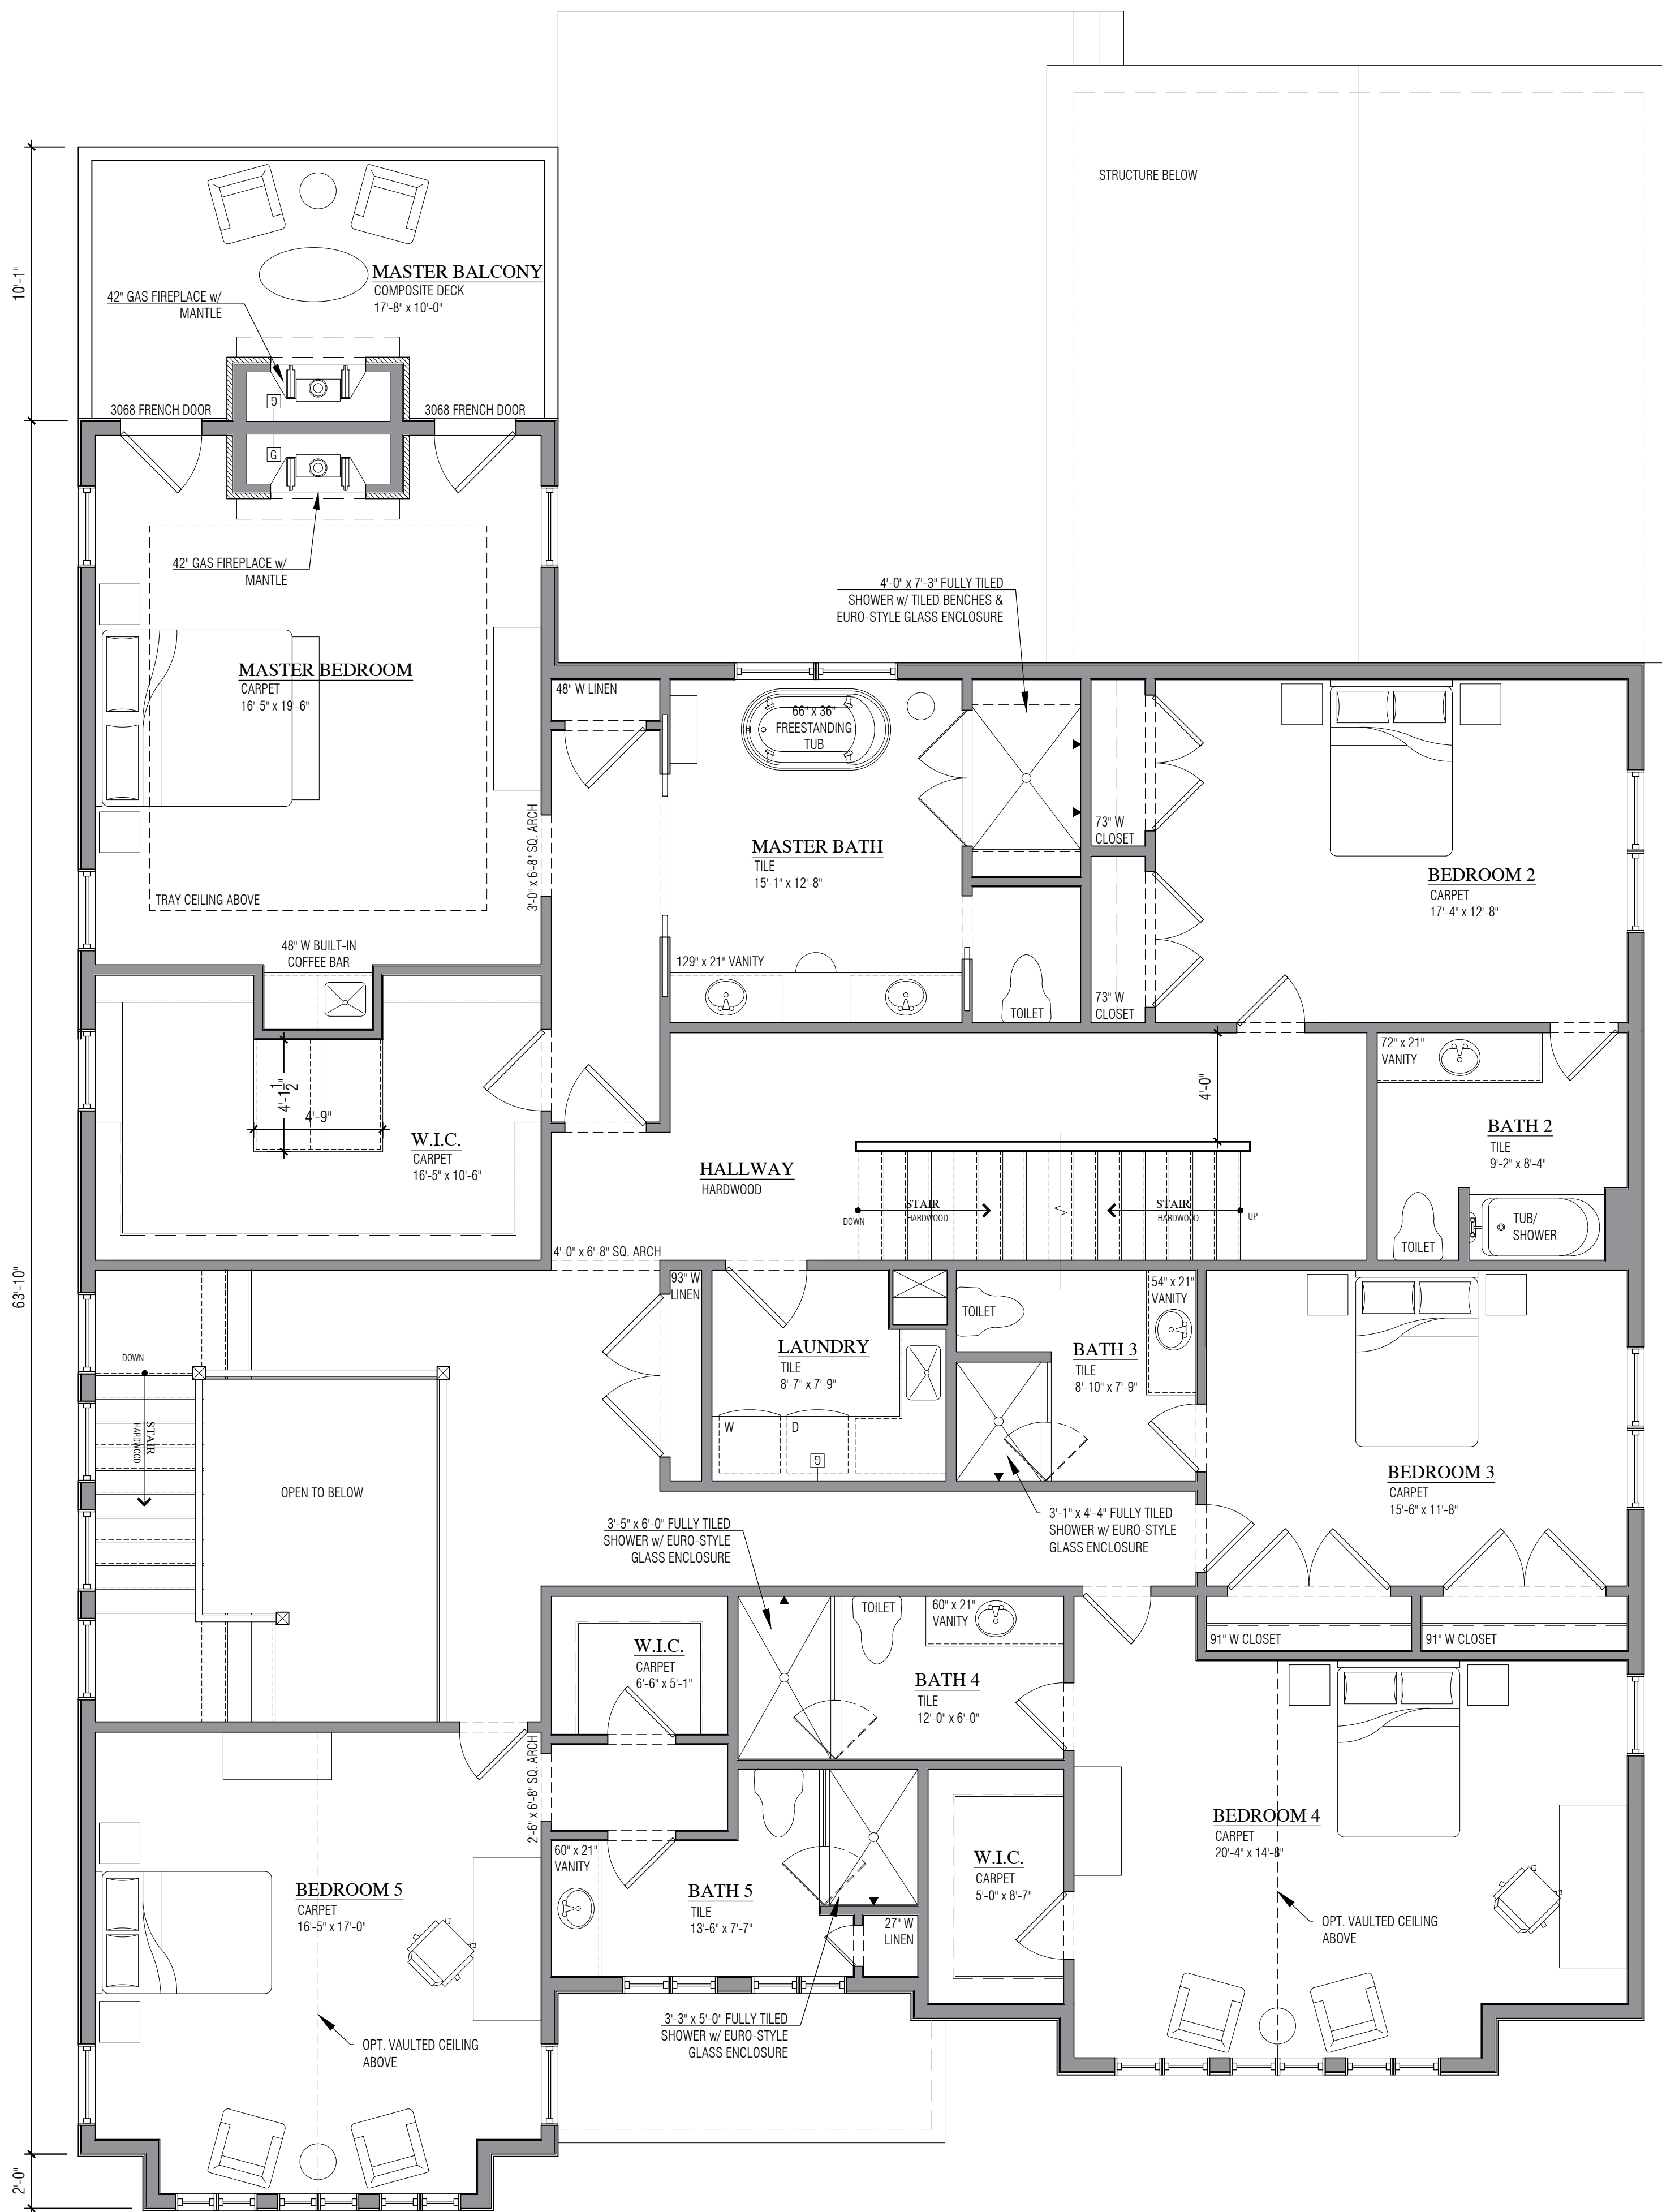 STRUCTURE BELOW
10'-1"
MASTER BALCONY
COMPOSITE DECK
17'-8" x 10'-0"
42" GAS FIREPLACE w/
MANTLE
3068 FRENCH DOOR
3068 FRENCH DOOR
G
G
42" GAS FIREPLACE w/
MANTLE
4'-0" x 7'-3" FULLY TILED
SHOWER w/ TILED BENCHES &
EURO-STYLE GLASS ENCLOSURE
MASTER BEDROOM
CARPET
16'-5" x 19'-6"
48" W LINEN
66" x 36"
FREESTANDING
TUB
3'-0" x 6'-8" SQ. ARCH
73" W
CLOSET
MASTER BATH
TILE
15'-1" x 12'-8"
BEDROOM 2
CARPET
17'-4" x 12'-8"
TRAY CEILING ABOVE
48" W BUILT-IN
COFFEE BAR
129" x 21" VANITY
TOILET
73" W
CLOSET
72" x 21"
VANITY
4'-1 1/2"
4'-9"
4'-0"
W.I.C.
CARPET
16'-5" x 10'-6"
BATH 2
TILE
9'-2" x 8'-4"
HALLWAY
HARDWOOD
STAIR
HARDWOOD
DOWN
STAIR
HARDWOOD
UP
TUB/
SHOWER
TOILET
4'-0" x 6'-8" SQ. ARCH
63'-10"
93" W
LINEN
54" x 21"
VANITY
TOILET
DOWN
LAUNDRY
TILE
8'-7" x 7'-9"
BATH 3
TILE
8'-10" x 7'-9"
STAIR
HARDWOOD
W
D
G
OPEN TO BELOW
BEDROOM 3
CARPET
15'-6" x 11'-8"
3'-5" x 6'-0" FULLY TILED
SHOWER w/ EURO-STYLE
GLASS ENCLOSURE
3'-1" x 4'-4" FULLY TILED
SHOWER w/ EURO-STYLE
GLASS ENCLOSURE
TOILET
60" x 21"
VANITY
91" W CLOSET
91" W CLOSET
W.I.C.
CARPET
6'-6" x 5'-1"
BATH 4
TILE
12'-0" x 6'-0"
2'-6" x 6'-8" SQ. ARCH
BEDROOM 4
CARPET
20'-4" x 14'-8"
60" x 21"
VANITY
W.I.C.
CARPET
5'-0" x 8'-7"
BEDROOM 5
CARPET
16'-5" x 17'-0"
BATH 5
TILE
13'-6" x 7'-7"
27" W
LINEN
OPT. VAULTED CEILING
ABOVE
3'-3" x 5'-0" FULLY TILED
SHOWER w/ EURO-STYLE
GLASS ENCLOSURE
OPT. VAULTED CEILING
ABOVE
2'-0"